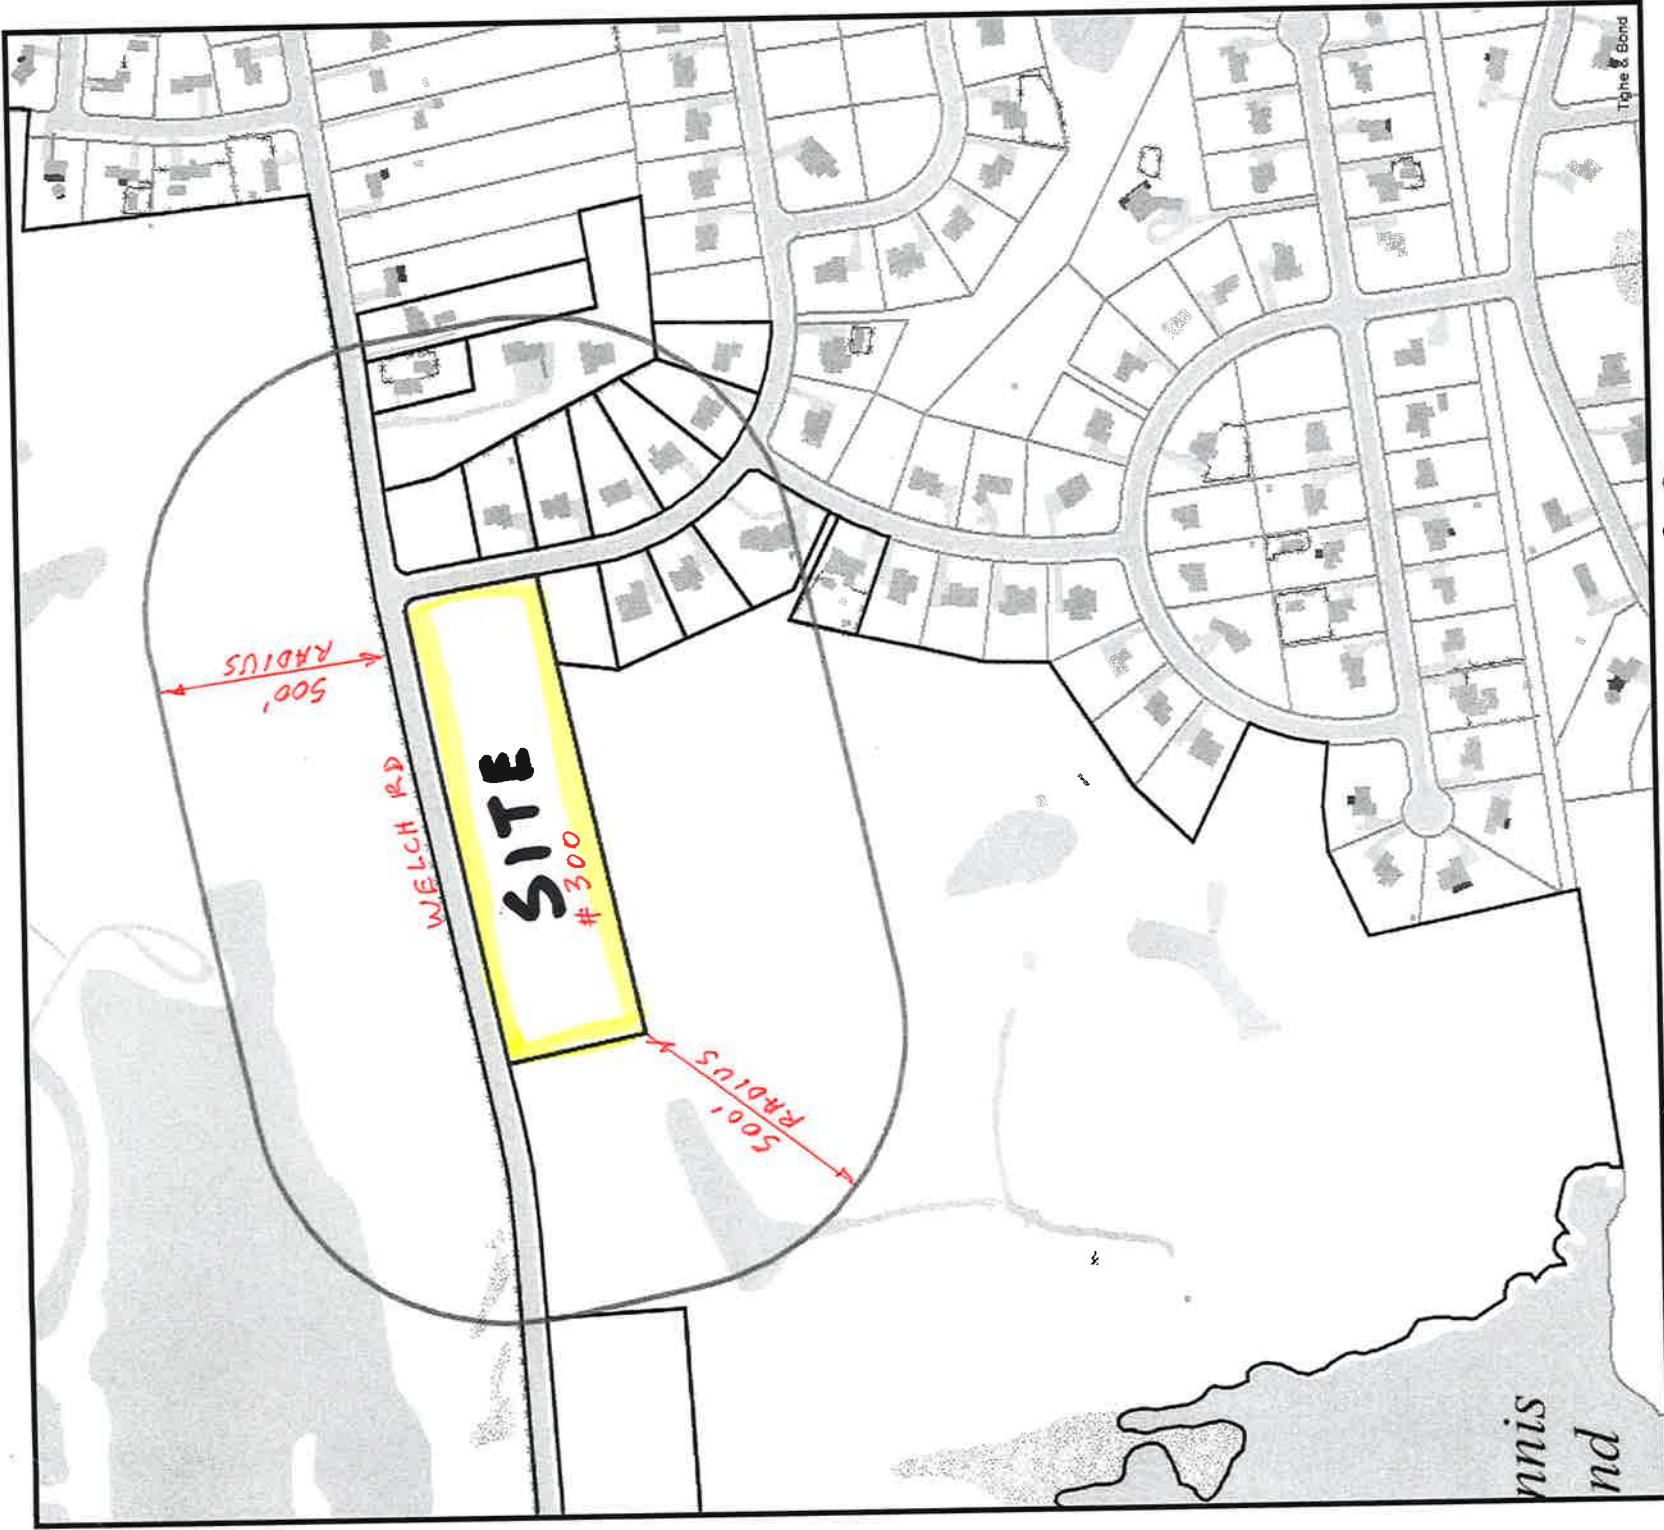 Tighe & Bond
500'
RADIUS
WELCH RD
SITE
# 300
500'
RADIUS
nnis
nd